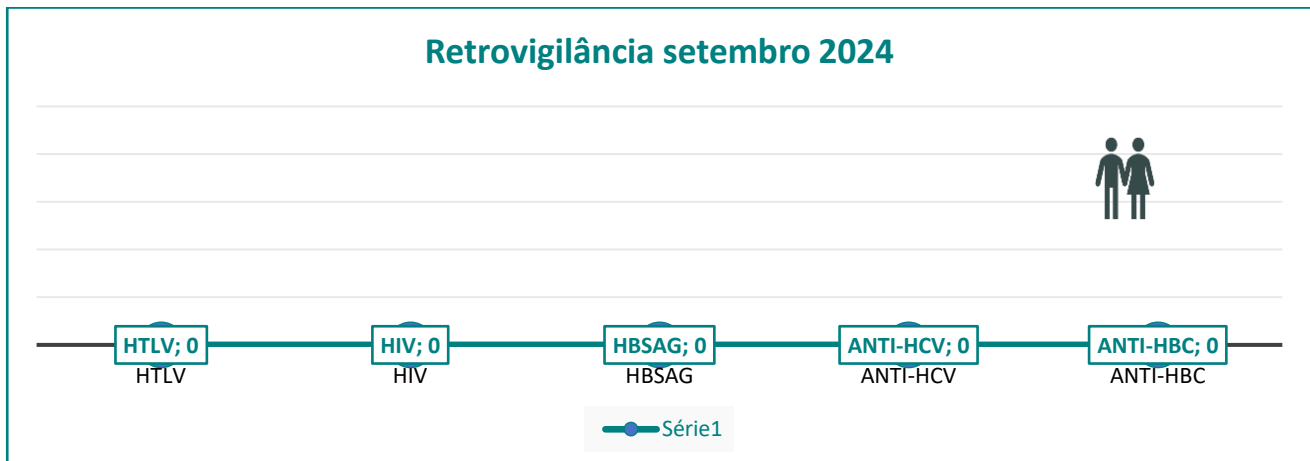 Retrovigilância setembro 2024
HTLV; 0 HIV; 0 HBSAG; 0 ANTI-HCV; 0 ANTI-HBC; 0
HTLV HIV HBSAG ANTI-HCV ANTI-HBC
Série1